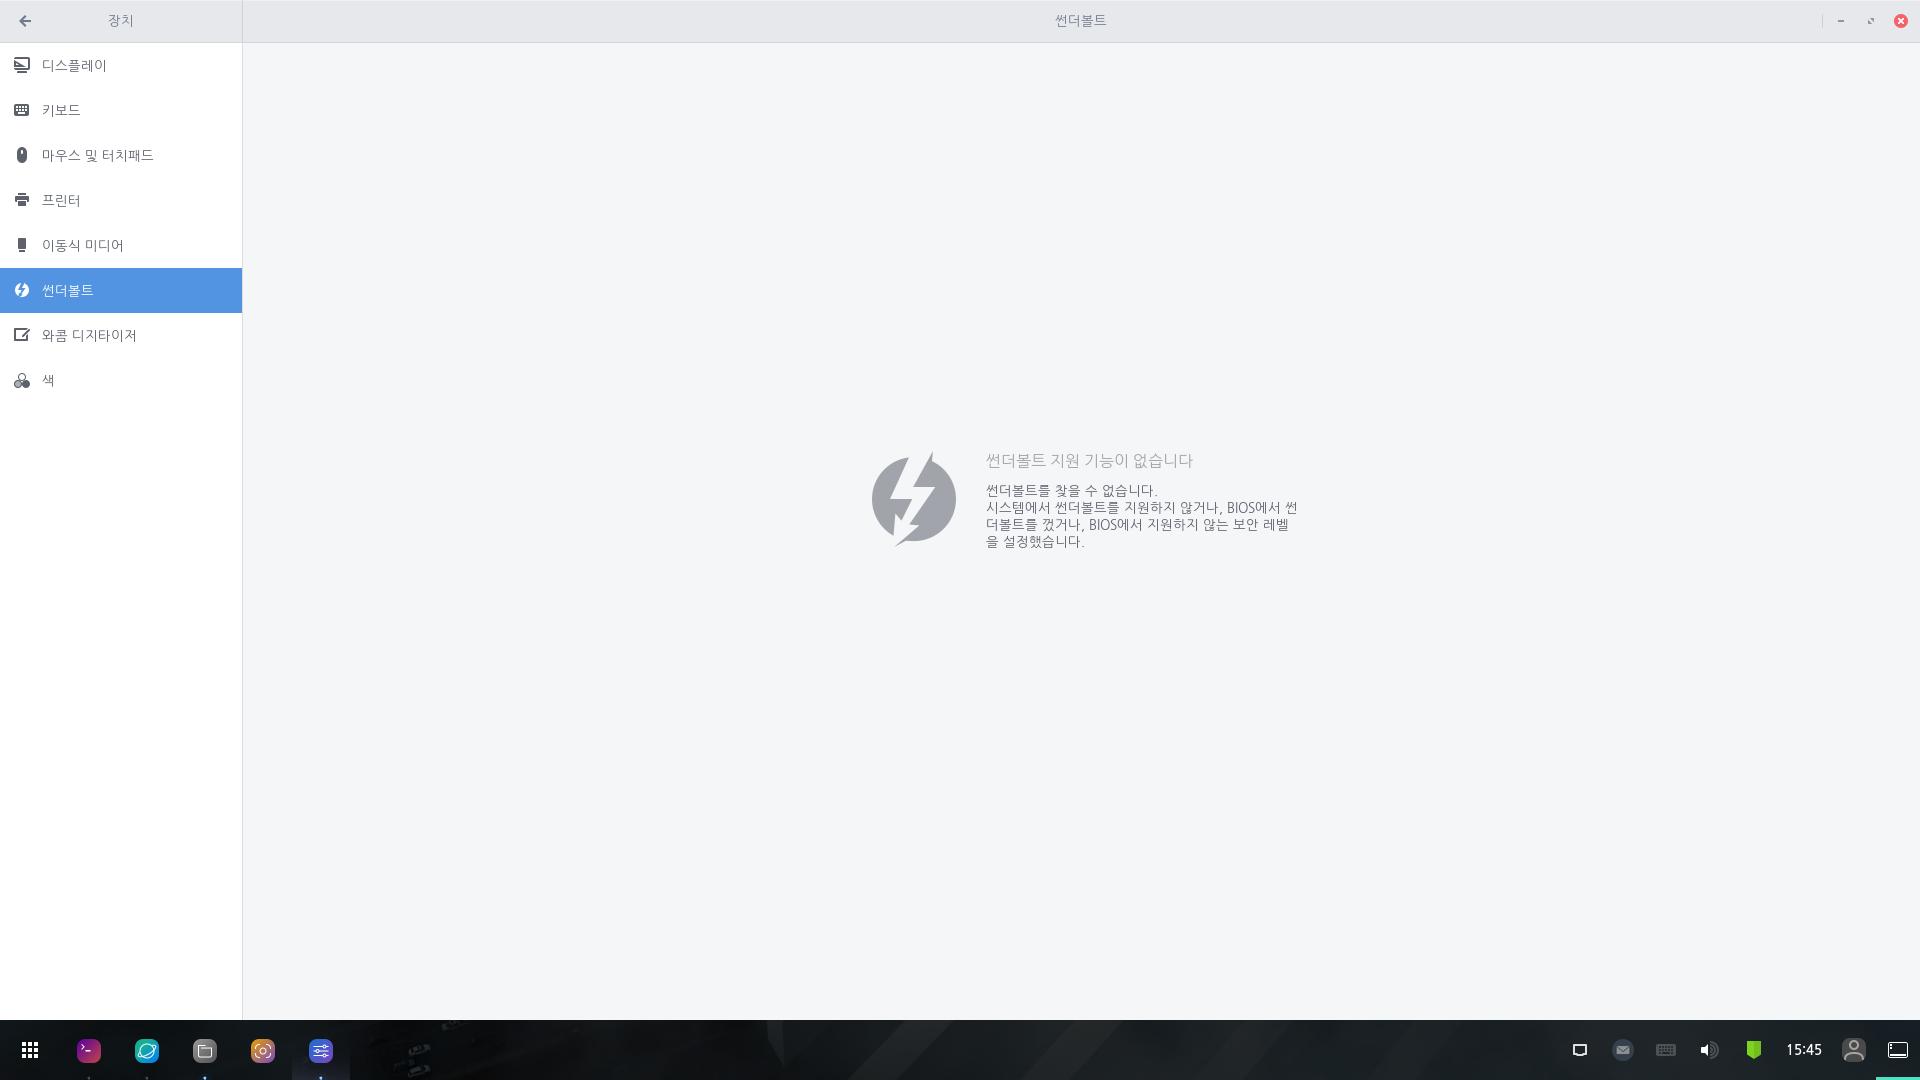 장치
썬더볼트
디스플레이
키보드
마우스 및 터치패드
프린터
이동식 미디어
썬더볼트
와콤 디지타이저
색
썬더볼트 지원 기능이 없습니다
썬더볼트를 찾을 수 없습니다.
시스템에서 썬더볼트를 지원하지 않거나, BIOS에서 썬
더볼트를 껐거나, BIOS에서 지원하지 않는 보안 레벨
을 설정했습니다.
15:45